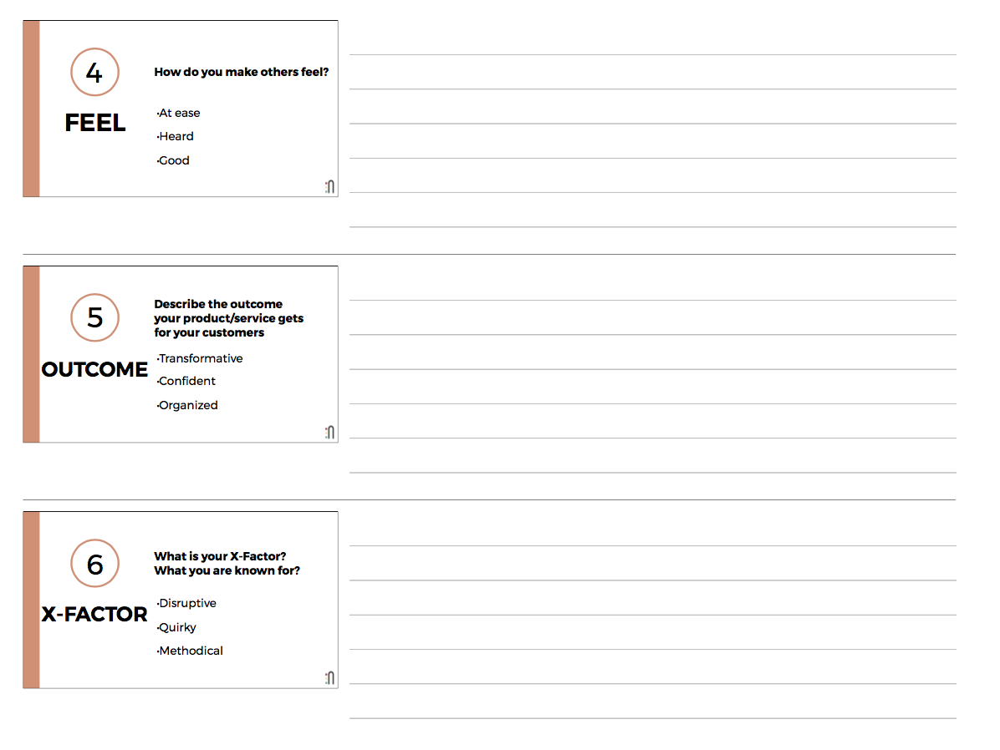 4
FEEL
How do you make others feel?
•At ease
•Heard
•Good
5
OUTCOME
Describe the outcome
your product/service gets
for your customers
•Transformative
•Confident
•Organized
6
X-FACTOR
What is your X-Factor?
What you are known for?
•Disruptive
•Quirky
•Methodical